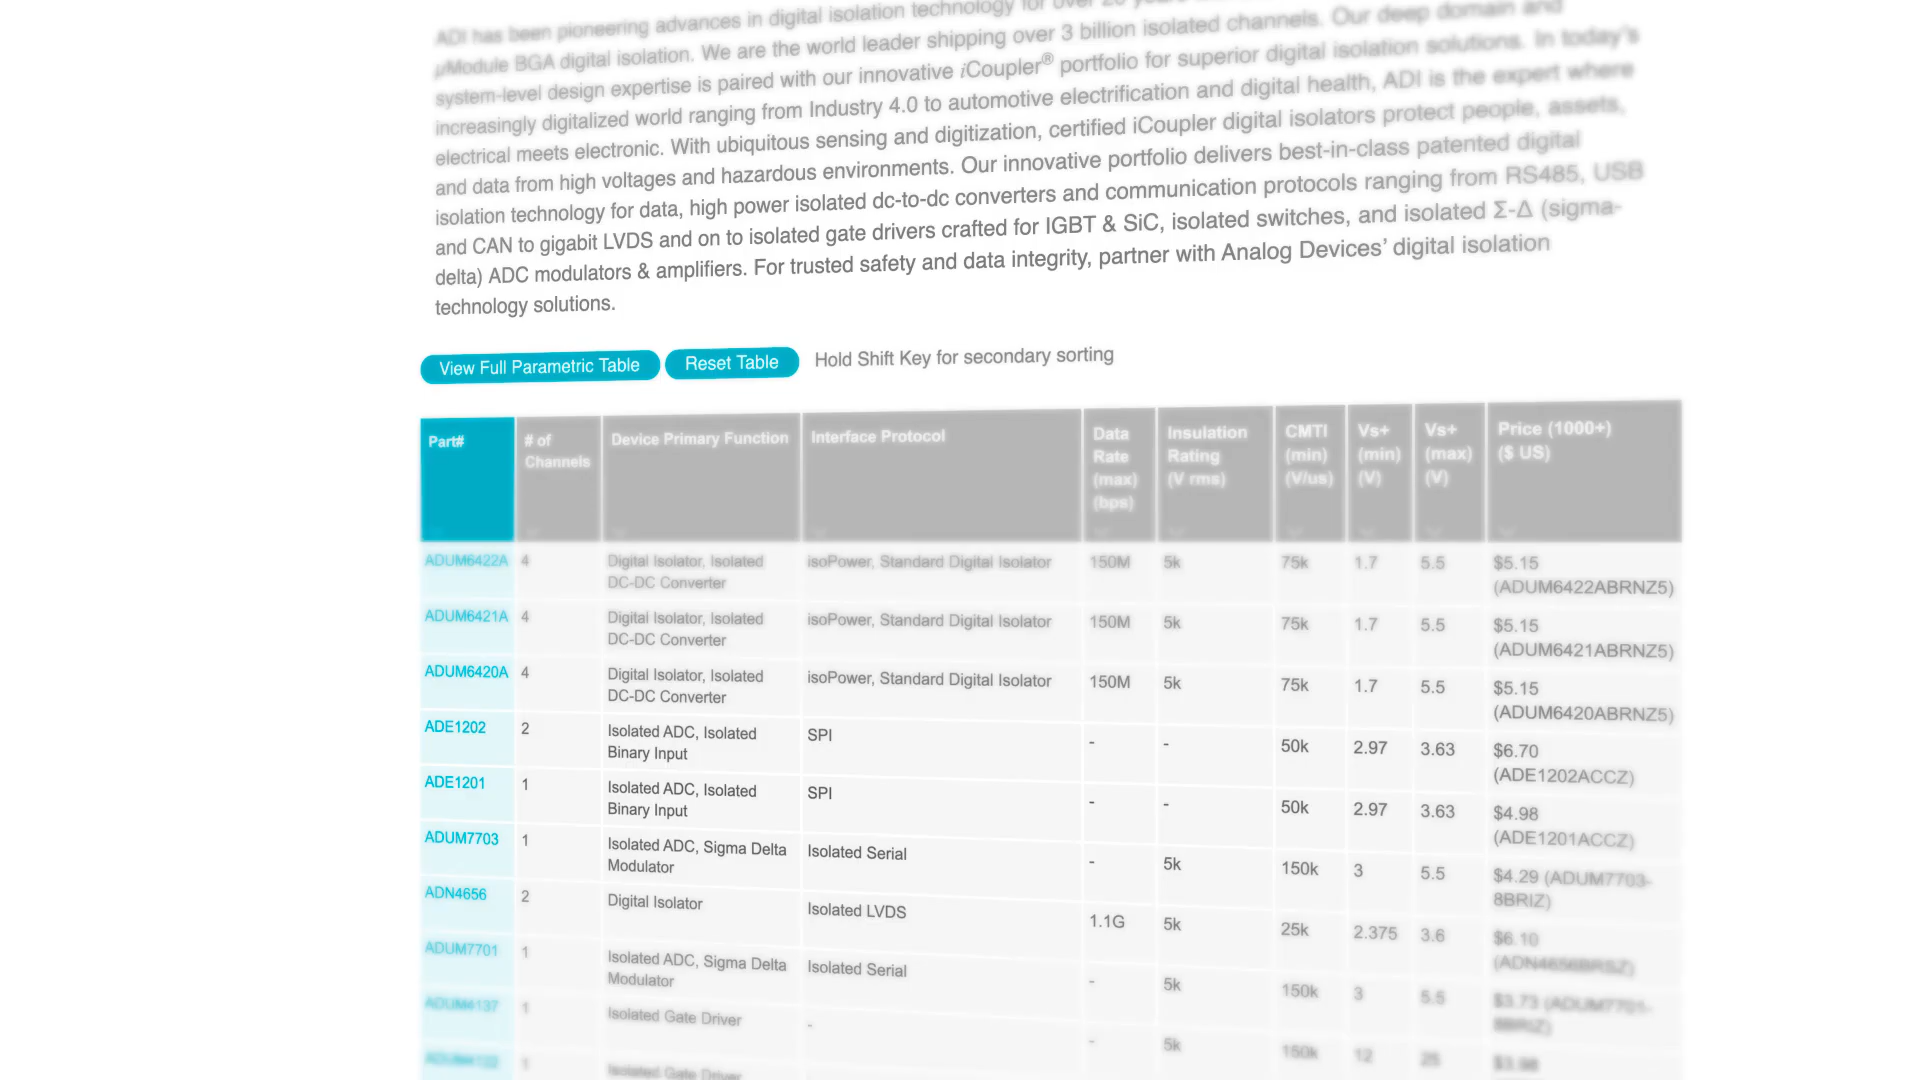 ADI has been pioneering advances in digital isolation technology for over 20 years
µModule BGA digital isolation. We are the world leader shipping over 3 billion isolated channels. Our deep domain and
system-level design expertise is paired with our innovative iCoupler® portfolio for superior digital isolation solutions. In today's
increasingly digitalized world ranging from Industry 4.0 to automotive electrification and digital health, ADI is the expert where
electrical meets electronic. With ubiquitous sensing and digitization, certified iCoupler digital isolators protect people, assets,
and data from high voltages and hazardous environments. Our innovative portfolio delivers best-in-class patented digital
isolation technology for data, high power isolated dc-to-dc converters and communication protocols ranging from RS485, USB
and CAN to gigabit LVDS and on to isolated gate drivers crafted for IGBT & SiC, isolated switches, and isolated Σ-Δ (sigma-
delta) ADC modulators & amplifiers. For trusted safety and data integrity, partner with Analog Devices' digital isolation
technology solutions.
View Full Parametric Table Reset Table Hold Shift Key for secondary sorting
Part# # of Channels Device Primary Function Interface Protocol Data Rate (max) (bps) Insulation Rating (V rms) CMTI (min) (V/us) Vs+ (min) (V) Vs+ (max) (V) Price (1000+) ($ US)
ADUM6422A 4 Digital Isolator, Isolated DC-DC Converter isoPower, Standard Digital Isolator 150M 5k 75k 1.7 5.5 $5.15 (ADUM6422ABRNZ5)
ADUM6421A 4 Digital Isolator, Isolated DC-DC Converter isoPower, Standard Digital Isolator 150M 5k 75k 1.7 5.5 $5.15 (ADUM6421ABRNZ5)
ADUM6420A 4 Digital Isolator, Isolated DC-DC Converter isoPower, Standard Digital Isolator 150M 5k 75k 1.7 5.5 $5.15 (ADUM6420ABRNZ5)
ADE1202 2 Isolated ADC, Isolated Binary Input SPI - - 50k 2.97 3.63 $6.70 (ADE1202ACCZ)
ADE1201 1 Isolated ADC, Isolated Binary Input SPI - - 50k 2.97 3.63 $4.98 (ADE1201ACCZ)
ADUM7703 1 Isolated ADC, Sigma Delta Modulator Isolated Serial - 5k 150k 3 5.5 $4.29 (ADUM7703-8BRIZ)
ADN4656 2 Digital Isolator Isolated LVDS 1.1G 5k 25k 2.375 3.6 $6.10 (ADN4656BRSZ)
ADUM7701 1 Isolated ADC, Sigma Delta Modulator Isolated Serial - 5k 150k 3 5.5 $3.73 (ADUM7701-8BRIZ)
ADUM4137 1 Isolated Gate Driver - - 5k 150k 12 25 $3.98
1 Isolated Gate Driver